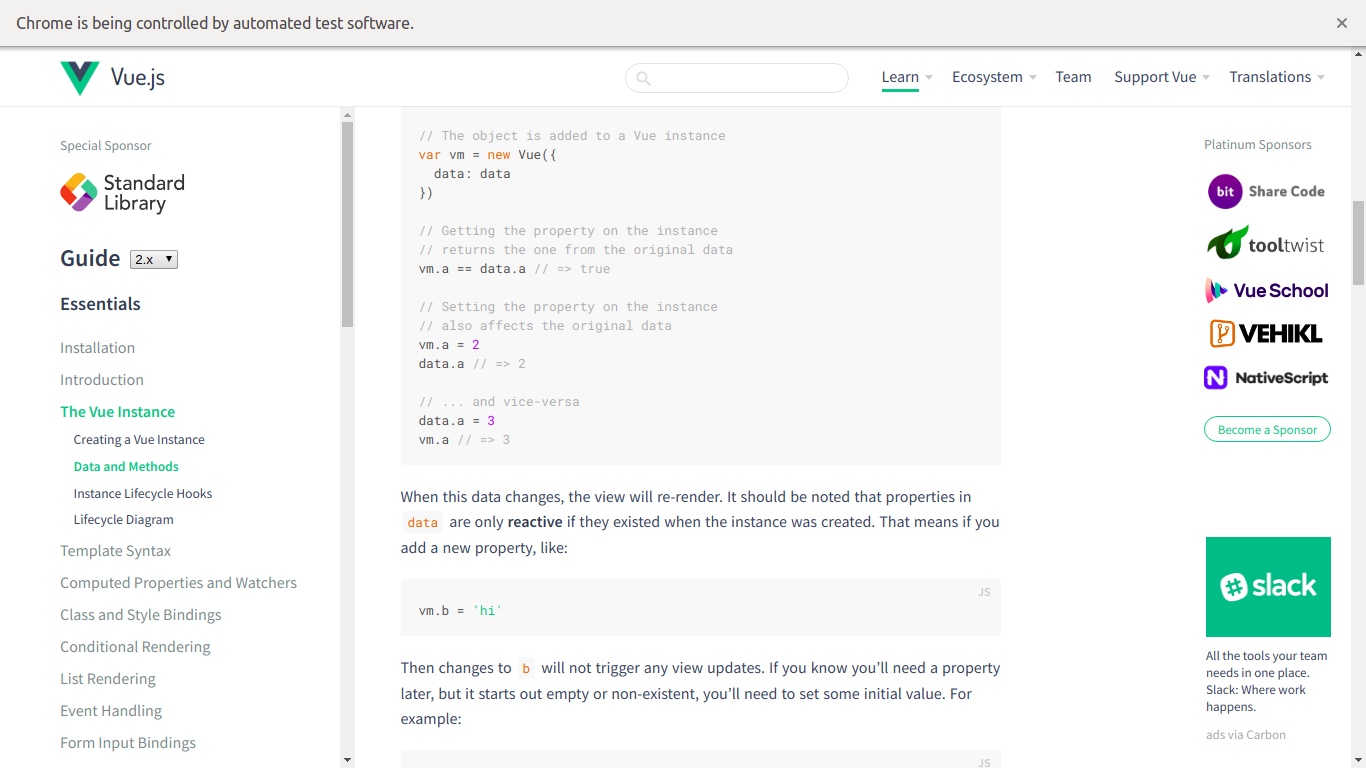 Chrome is being controlled by automated test software.
Vue.js
Learn
Ecosystem
Team
Support Vue
Translations
Special Sponsor
Standard
Library
Guide 2.x
Essentials
Installation
Introduction
The Vue Instance
Creating a Vue Instance
Data and Methods
Instance Lifecycle Hooks
Lifecycle Diagram
Template Syntax
Computed Properties and Watchers
Class and Style Bindings
Conditional Rendering
List Rendering
Event Handling
Form Input Bindings
// The object is added to a Vue instance
var vm = new Vue({
  data: data
})
// Getting the property on the instance
// returns the one from the original data
vm.a == data.a // => true
// Setting the property on the instance
// also affects the original data
vm.a = 2
data.a // => 2
// ... and vice-versa
data.a = 3
vm.a // => 3
When this data changes, the view will re-render. It should be noted that properties in
data are only reactive if they existed when the instance was created. That means if you
add a new property, like:
JS
vm.b = 'hi'
Then changes to b will not trigger any view updates. If you know you’ll need a property
later, but it starts out empty or non-existent, you’ll need to set some initial value. For
example:
JS
Platinum Sponsors
bit Share Code
tooltwist
Vue School
VEHIKL
NativeScript
Become a Sponsor
slack
All the tools your team
needs in one place.
Slack: Where work
happens.
ads via Carbon